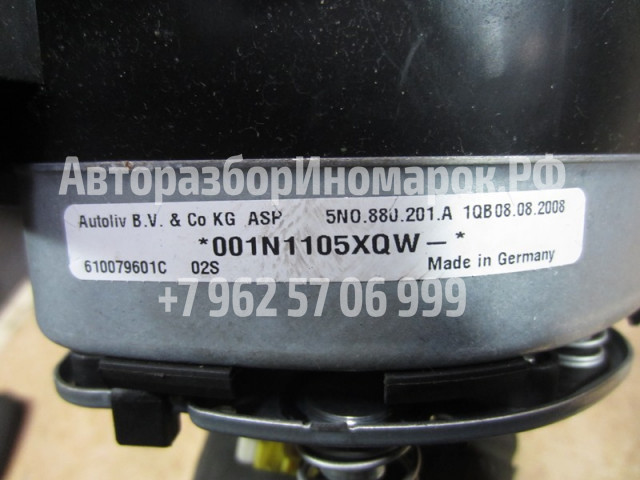 АвторазборИномарок.РФ
Autoliv B.V. & Co KG ASP 5N0.880.201.A 1QB08.08.2008
*001N1105XQW-*
610079601C 02S Made in Germany
+7 962 57 06 999